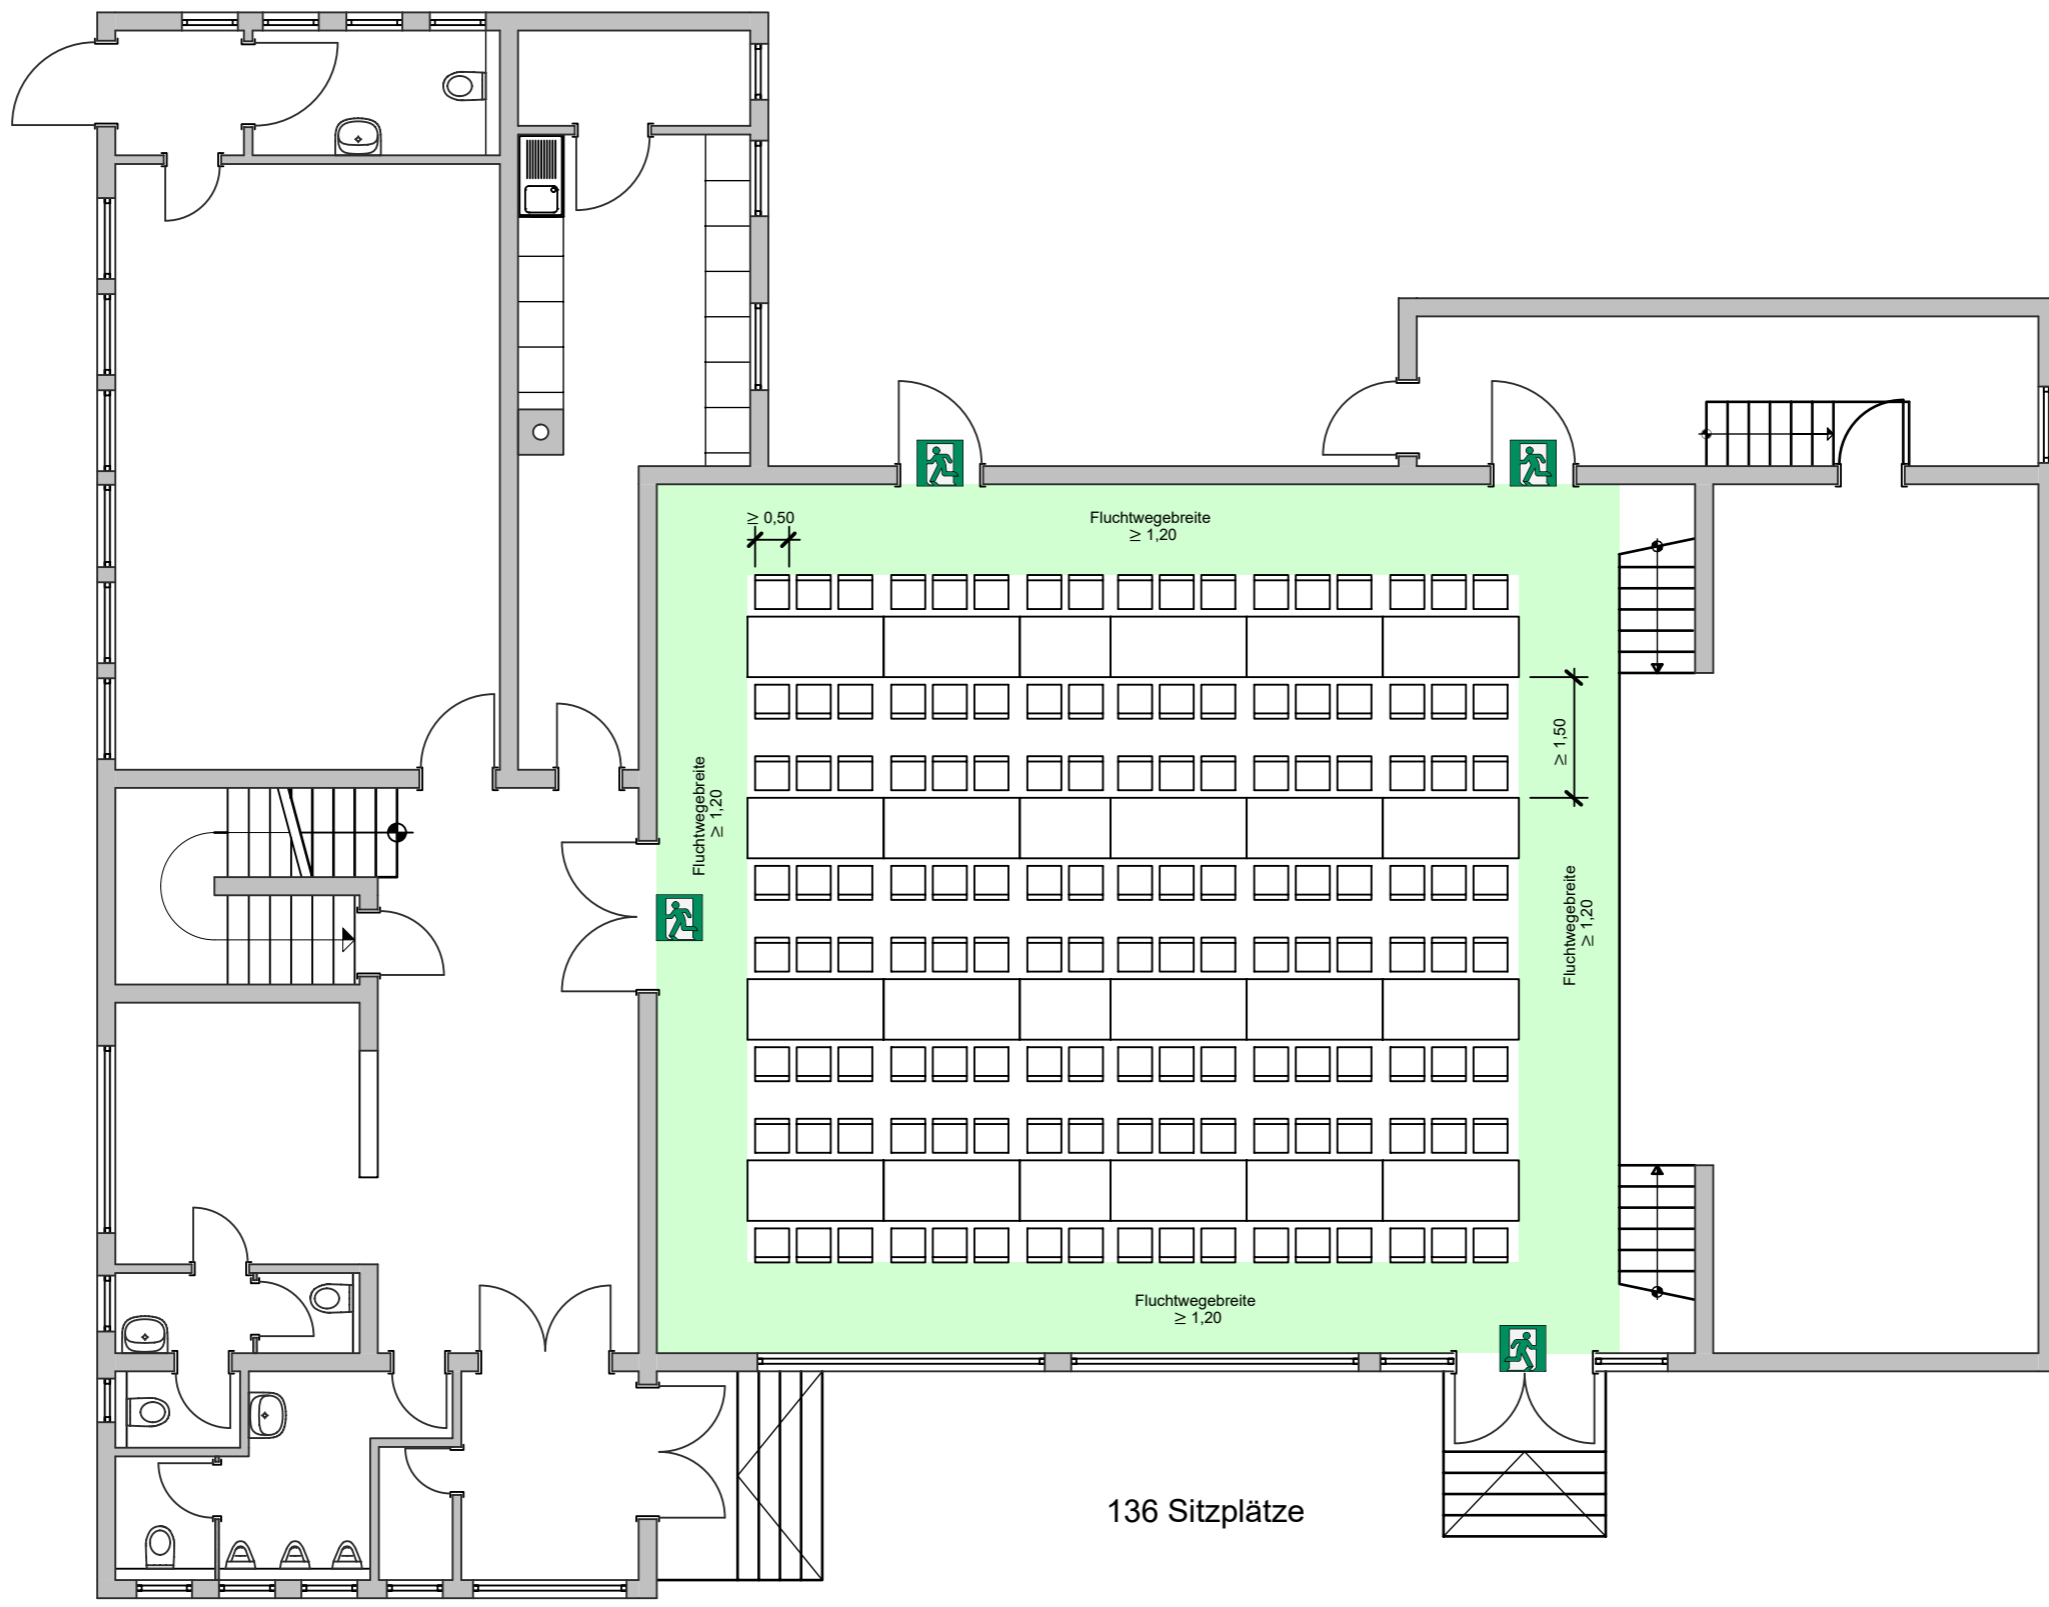 ≥ 0,50
Fluchtwegebreite
≥ 1,20
Fluchtwegebreite
≥ 1,20
≥ 1,50
Fluchtwegebreite
≥ 1,20
Fluchtwegebreite
≥ 1,20
136 Sitzplätze